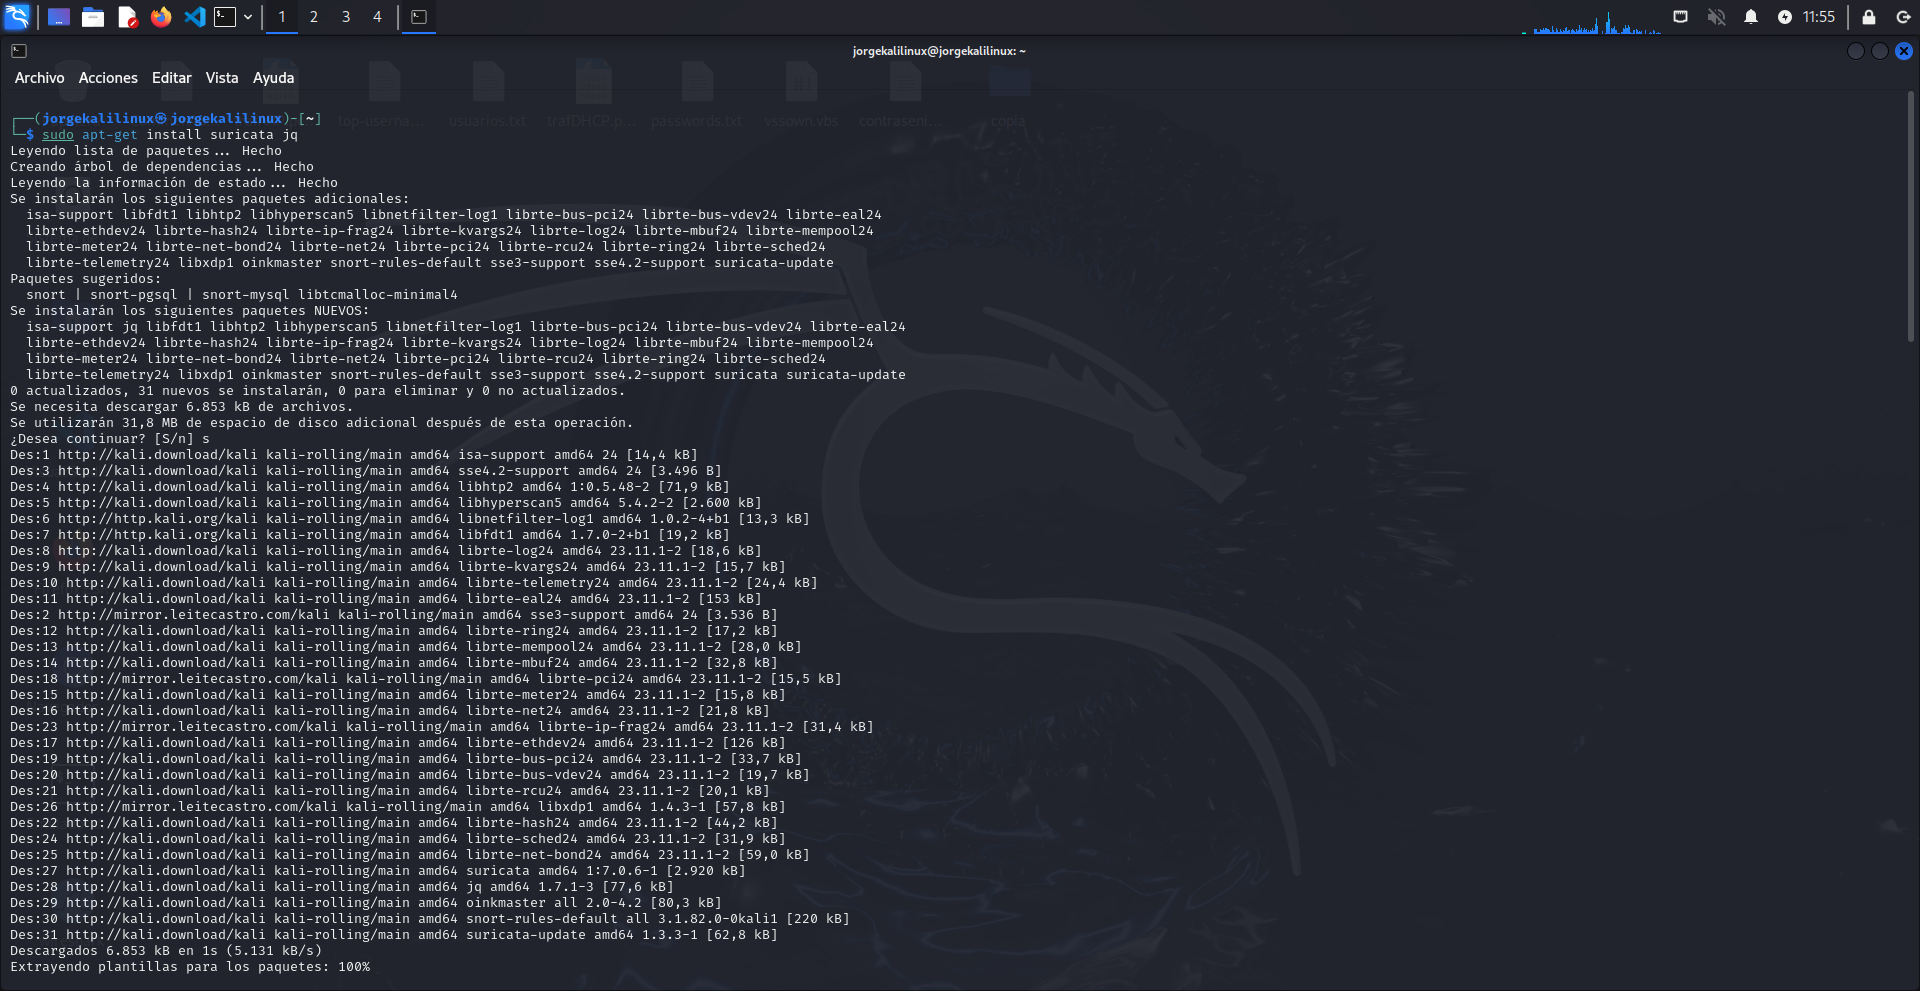 1 2 3 4 11:55
jorgekalilinux@jorgekalilinux: ~
Archivo Acciones Editar Vista Ayuda
top-userna... usuarios.txt trafDHCP.p... passwords.txt vssown.vbs contraseni... copia
┌──(jorgekalilinux㉿jorgekalilinux)-[~]
└─$ sudo apt-get install suricata jq
Leyendo lista de paquetes... Hecho
Creando árbol de dependencias... Hecho
Leyendo la información de estado... Hecho
Se instalarán los siguientes paquetes adicionales:
isa-support libfdt1 libhtp2 libhyperscan5 libnetfilter-log1 librte-bus-pci24 librte-bus-vdev24 librte-eal24
librte-ethdev24 librte-hash24 librte-ip-frag24 librte-kvargs24 librte-log24 librte-mbuf24 librte-mempool24
librte-meter24 librte-net-bond24 librte-net24 librte-pci24 librte-rcu24 librte-ring24 librte-sched24
librte-telemetry24 libxdp1 oinkmaster snort-rules-default sse3-support sse4.2-support suricata-update
Paquetes sugeridos:
snort | snort-pgsql | snort-mysql libtcmalloc-minimal4
Se instalarán los siguientes paquetes NUEVOS:
isa-support jq libfdt1 libhtp2 libhyperscan5 libnetfilter-log1 librte-bus-pci24 librte-bus-vdev24 librte-eal24
librte-ethdev24 librte-hash24 librte-ip-frag24 librte-kvargs24 librte-log24 librte-mbuf24 librte-mempool24
librte-meter24 librte-net-bond24 librte-net24 librte-pci24 librte-rcu24 librte-ring24 librte-sched24
librte-telemetry24 libxdp1 oinkmaster snort-rules-default sse3-support sse4.2-support suricata suricata-update
0 actualizados, 31 nuevos se instalarán, 0 para eliminar y 0 no actualizados.
Se necesita descargar 6.853 kB de archivos.
Se utilizarán 31,8 MB de espacio de disco adicional después de esta operación.
¿Desea continuar? [S/n] s
Des:1 http://kali.download/kali kali-rolling/main amd64 isa-support amd64 24 [14,4 kB]
Des:3 http://kali.download/kali kali-rolling/main amd64 sse4.2-support amd64 24 [3.496 B]
Des:4 http://kali.download/kali kali-rolling/main amd64 libhtp2 amd64 1:0.5.48-2 [71,9 kB]
Des:5 http://kali.download/kali kali-rolling/main amd64 libhyperscan5 amd64 5.4.2-2 [2.600 kB]
Des:6 http://http.kali.org/kali kali-rolling/main amd64 libnetfilter-log1 amd64 1.0.2-4+b1 [13,3 kB]
Des:7 http://http.kali.org/kali kali-rolling/main amd64 libfdt1 amd64 1.7.0-2+b1 [19,2 kB]
Des:8 http://kali.download/kali kali-rolling/main amd64 librte-log24 amd64 23.11.1-2 [18,6 kB]
Des:9 http://kali.download/kali kali-rolling/main amd64 librte-kvargs24 amd64 23.11.1-2 [15,7 kB]
Des:10 http://kali.download/kali kali-rolling/main amd64 librte-telemetry24 amd64 23.11.1-2 [24,4 kB]
Des:11 http://kali.download/kali kali-rolling/main amd64 librte-eal24 amd64 23.11.1-2 [153 kB]
Des:2 http://mirror.leitecastro.com/kali kali-rolling/main amd64 sse3-support amd64 24 [3.536 B]
Des:12 http://kali.download/kali kali-rolling/main amd64 librte-ring24 amd64 23.11.1-2 [17,2 kB]
Des:13 http://kali.download/kali kali-rolling/main amd64 librte-mempool24 amd64 23.11.1-2 [28,0 kB]
Des:14 http://kali.download/kali kali-rolling/main amd64 librte-mbuf24 amd64 23.11.1-2 [32,8 kB]
Des:18 http://mirror.leitecastro.com/kali kali-rolling/main amd64 librte-pci24 amd64 23.11.1-2 [15,5 kB]
Des:15 http://kali.download/kali kali-rolling/main amd64 librte-meter24 amd64 23.11.1-2 [15,8 kB]
Des:16 http://kali.download/kali kali-rolling/main amd64 librte-net24 amd64 23.11.1-2 [21,8 kB]
Des:23 http://mirror.leitecastro.com/kali kali-rolling/main amd64 librte-ip-frag24 amd64 23.11.1-2 [31,4 kB]
Des:17 http://kali.download/kali kali-rolling/main amd64 librte-ethdev24 amd64 23.11.1-2 [126 kB]
Des:19 http://kali.download/kali kali-rolling/main amd64 librte-bus-pci24 amd64 23.11.1-2 [33,7 kB]
Des:20 http://kali.download/kali kali-rolling/main amd64 librte-bus-vdev24 amd64 23.11.1-2 [19,7 kB]
Des:21 http://kali.download/kali kali-rolling/main amd64 librte-rcu24 amd64 23.11.1-2 [20,1 kB]
Des:26 http://mirror.leitecastro.com/kali kali-rolling/main amd64 libxdp1 amd64 1.4.3-1 [57,8 kB]
Des:22 http://kali.download/kali kali-rolling/main amd64 librte-hash24 amd64 23.11.1-2 [44,2 kB]
Des:24 http://kali.download/kali kali-rolling/main amd64 librte-sched24 amd64 23.11.1-2 [31,9 kB]
Des:25 http://kali.download/kali kali-rolling/main amd64 librte-net-bond24 amd64 23.11.1-2 [59,0 kB]
Des:27 http://kali.download/kali kali-rolling/main amd64 suricata amd64 1:7.0.6-1 [2.920 kB]
Des:28 http://kali.download/kali kali-rolling/main amd64 jq amd64 1.7.1-3 [77,6 kB]
Des:29 http://kali.download/kali kali-rolling/main amd64 oinkmaster all 2.0-4.2 [80,3 kB]
Des:30 http://kali.download/kali kali-rolling/main amd64 snort-rules-default all 3.1.82.0-0kali1 [220 kB]
Des:31 http://kali.download/kali kali-rolling/main amd64 suricata-update amd64 1.3.3-1 [62,8 kB]
Descargados 6.853 kB en 1s (5.131 kB/s)
Extrayendo plantillas para los paquetes: 100%